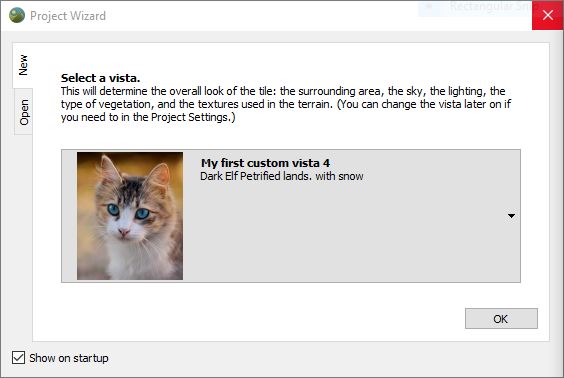 Project Wizard
Rectangular Snip
New
Open
Select a vista.
This will determine the overall look of the tile: the surrounding area, the sky, the lighting, the
type of vegetation, and the textures used in the terrain. (You can change the vista later on if
you need to in the Project Settings.)
My first custom vista 4
Dark Elf Petrified lands. with snow
OK
Show on startup